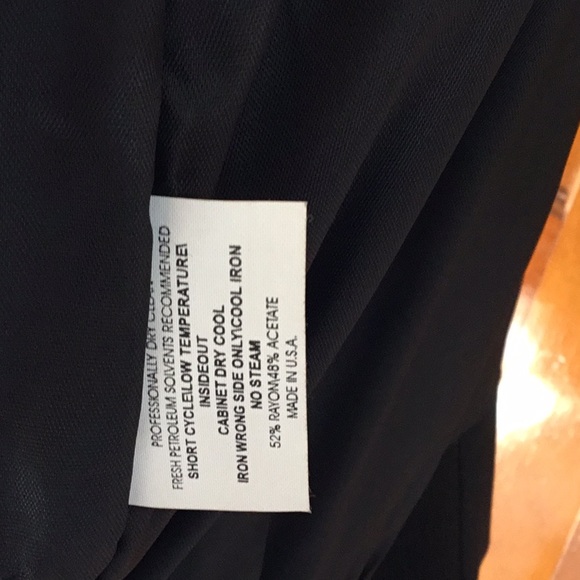 PROFESSIONALLY DRY CLEAN
FRESH PETROLEUM SOLVENTS RECOMMENDED
SHORT CYCLE\LOW TEMPERATURE\
INSIDEOUT
CABINET DRY COOL
IRON WRONG SIDE ONLY\COOL IRON
NO STEAM
52% RAYON\48% ACETATE
MADE IN U.S.A.